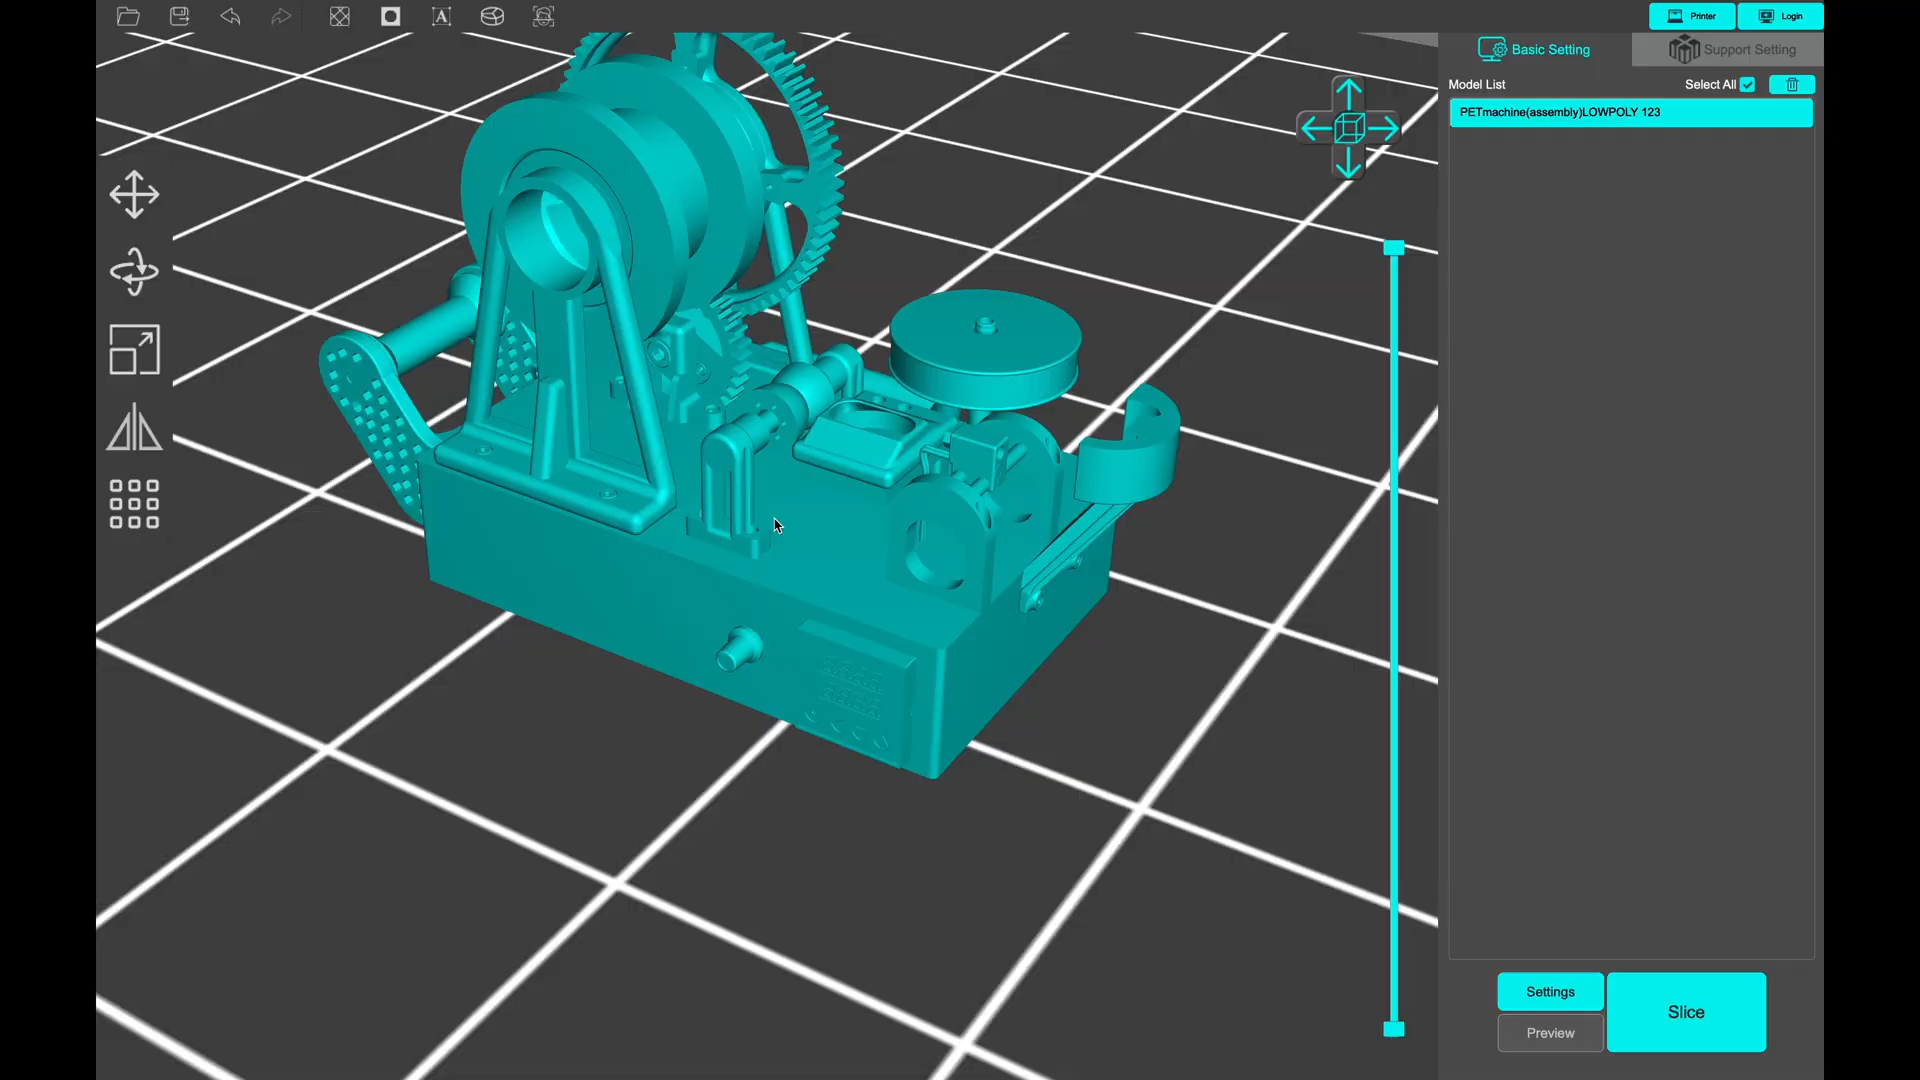 A
Printer
Login
Basic Setting
Support Setting
Model List
Select All
PETmachine(assembly)LOWPOLY 123
Settings
Slice
Preview